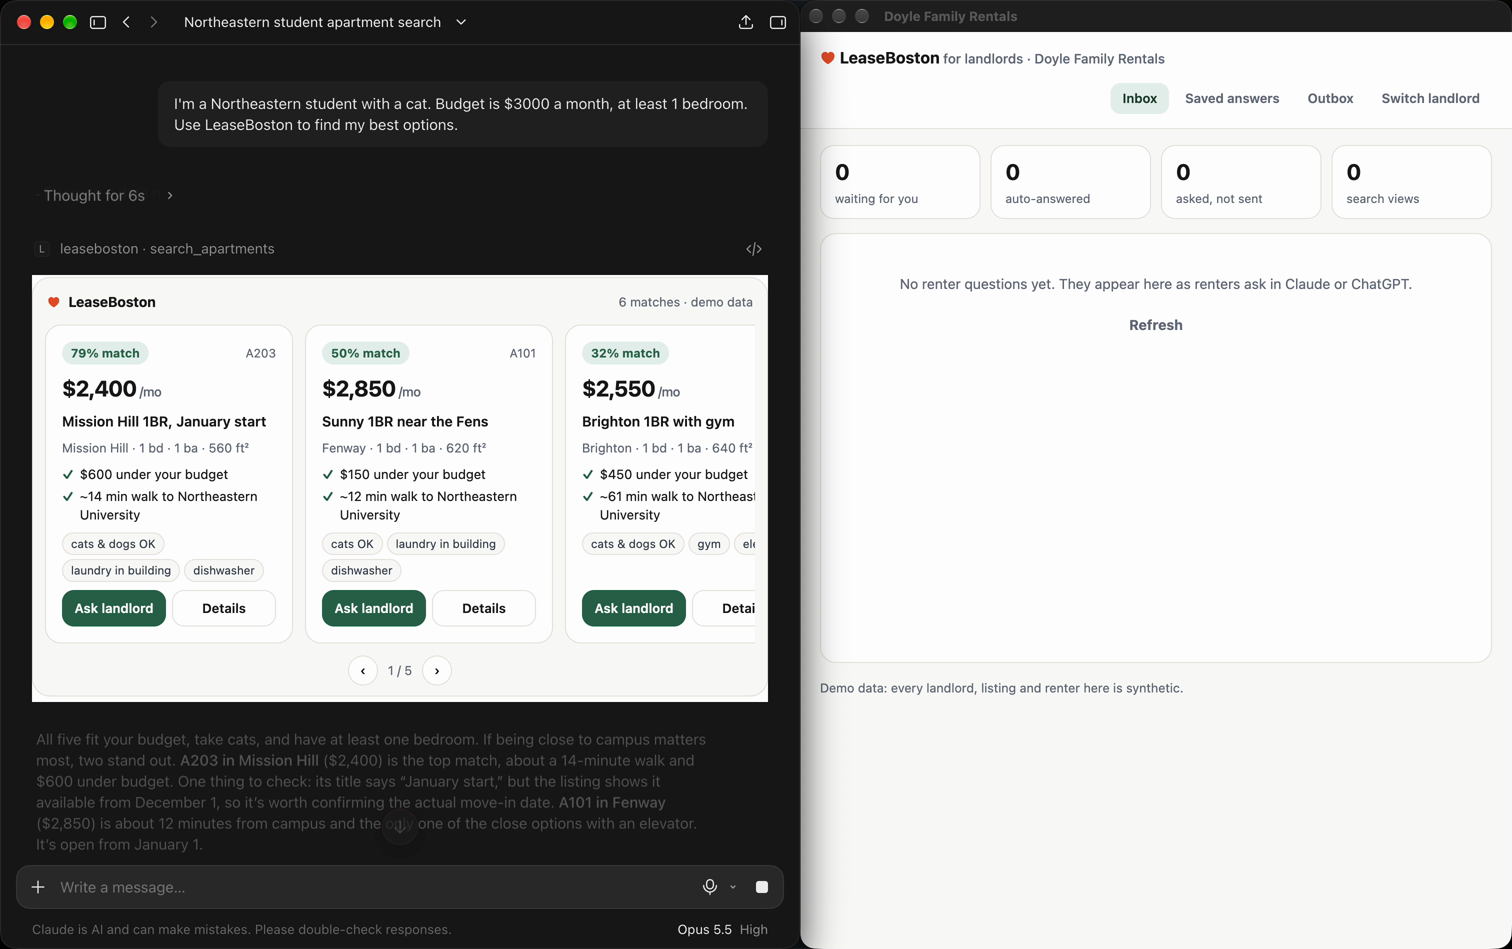 Northeastern student apartment search
I'm a Northeastern student with a cat. Budget is $3000 a month, at least 1 bedroom.
Use LeaseBoston to find my best options.
Thought for 6s
L leaseboston · search_apartments
LeaseBoston
6 matches · demo data
79% match
A203
$2,400 /mo
Mission Hill 1BR, January start
Mission Hill · 1 bd · 1 ba · 560 ft²
✓ $600 under your budget
✓ ~14 min walk to Northeastern
University
cats & dogs OK
laundry in building
dishwasher
Ask landlord
Details
50% match
A101
$2,850 /mo
Sunny 1BR near the Fens
Fenway · 1 bd · 1 ba · 620 ft²
✓ $150 under your budget
✓ ~12 min walk to Northeastern
University
cats OK
laundry in building
dishwasher
Ask landlord
Details
32% match
$2,550 /mo
Brighton 1BR with gym
Brighton · 1 bd · 1 ba · 640 ft²
✓ $450 under your budget
✓ ~61 min walk to Northeast
University
cats & dogs OK
gym
ele
Ask landlord
Detai
‹ 1 / 5 ›
All five fit your budget, take cats, and have at least one bedroom. If being close to campus matters
most, two stand out. A203 in Mission Hill ($2,400) is the top match, about a 14-minute walk and
$600 under budget. One thing to check: its title says “January start,” but the listing shows it
available from December 1, so it’s worth confirming the actual move-in date. A101 in Fenway
($2,850) is about 12 minutes from campus and the only one of the close options with an elevator.
It’s open from January 1.
Write a message...
Claude is AI and can make mistakes. Please double-check responses.
Opus 5.5 High
Doyle Family Rentals
LeaseBoston for landlords · Doyle Family Rentals
Inbox
Saved answers
Outbox
Switch landlord
0
waiting for you
0
auto-answered
0
asked, not sent
0
search views
No renter questions yet. They appear here as renters ask in Claude or ChatGPT.
Refresh
Demo data: every landlord, listing and renter here is synthetic.